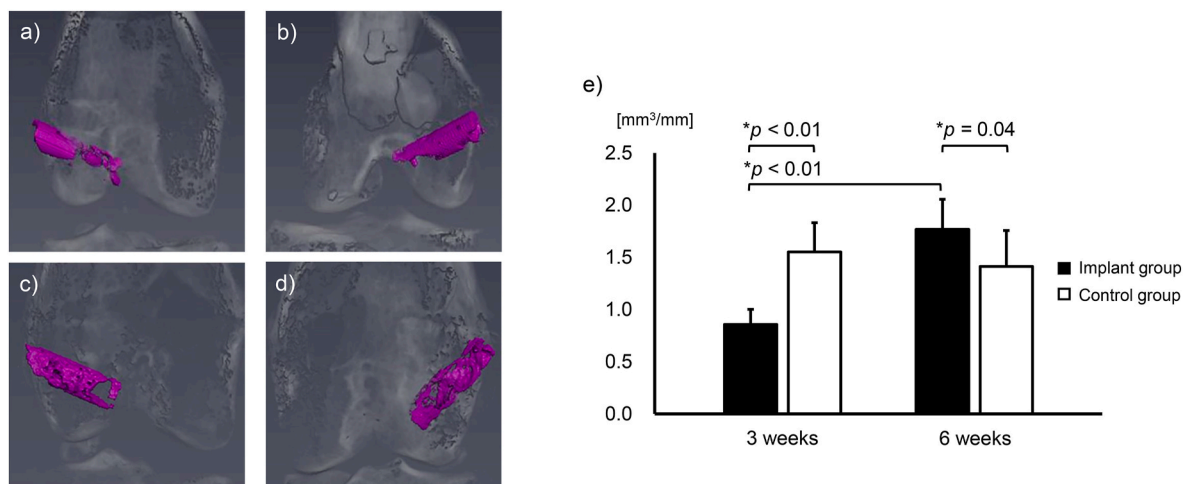 a)
b)
c)
d)
e)
[mm³/mm]
*p < 0.01
*p = 0.04
*p < 0.01
2.5
2.0
1.5
1.0
0.5
0.0
3 weeks
6 weeks
Implant group
Control group